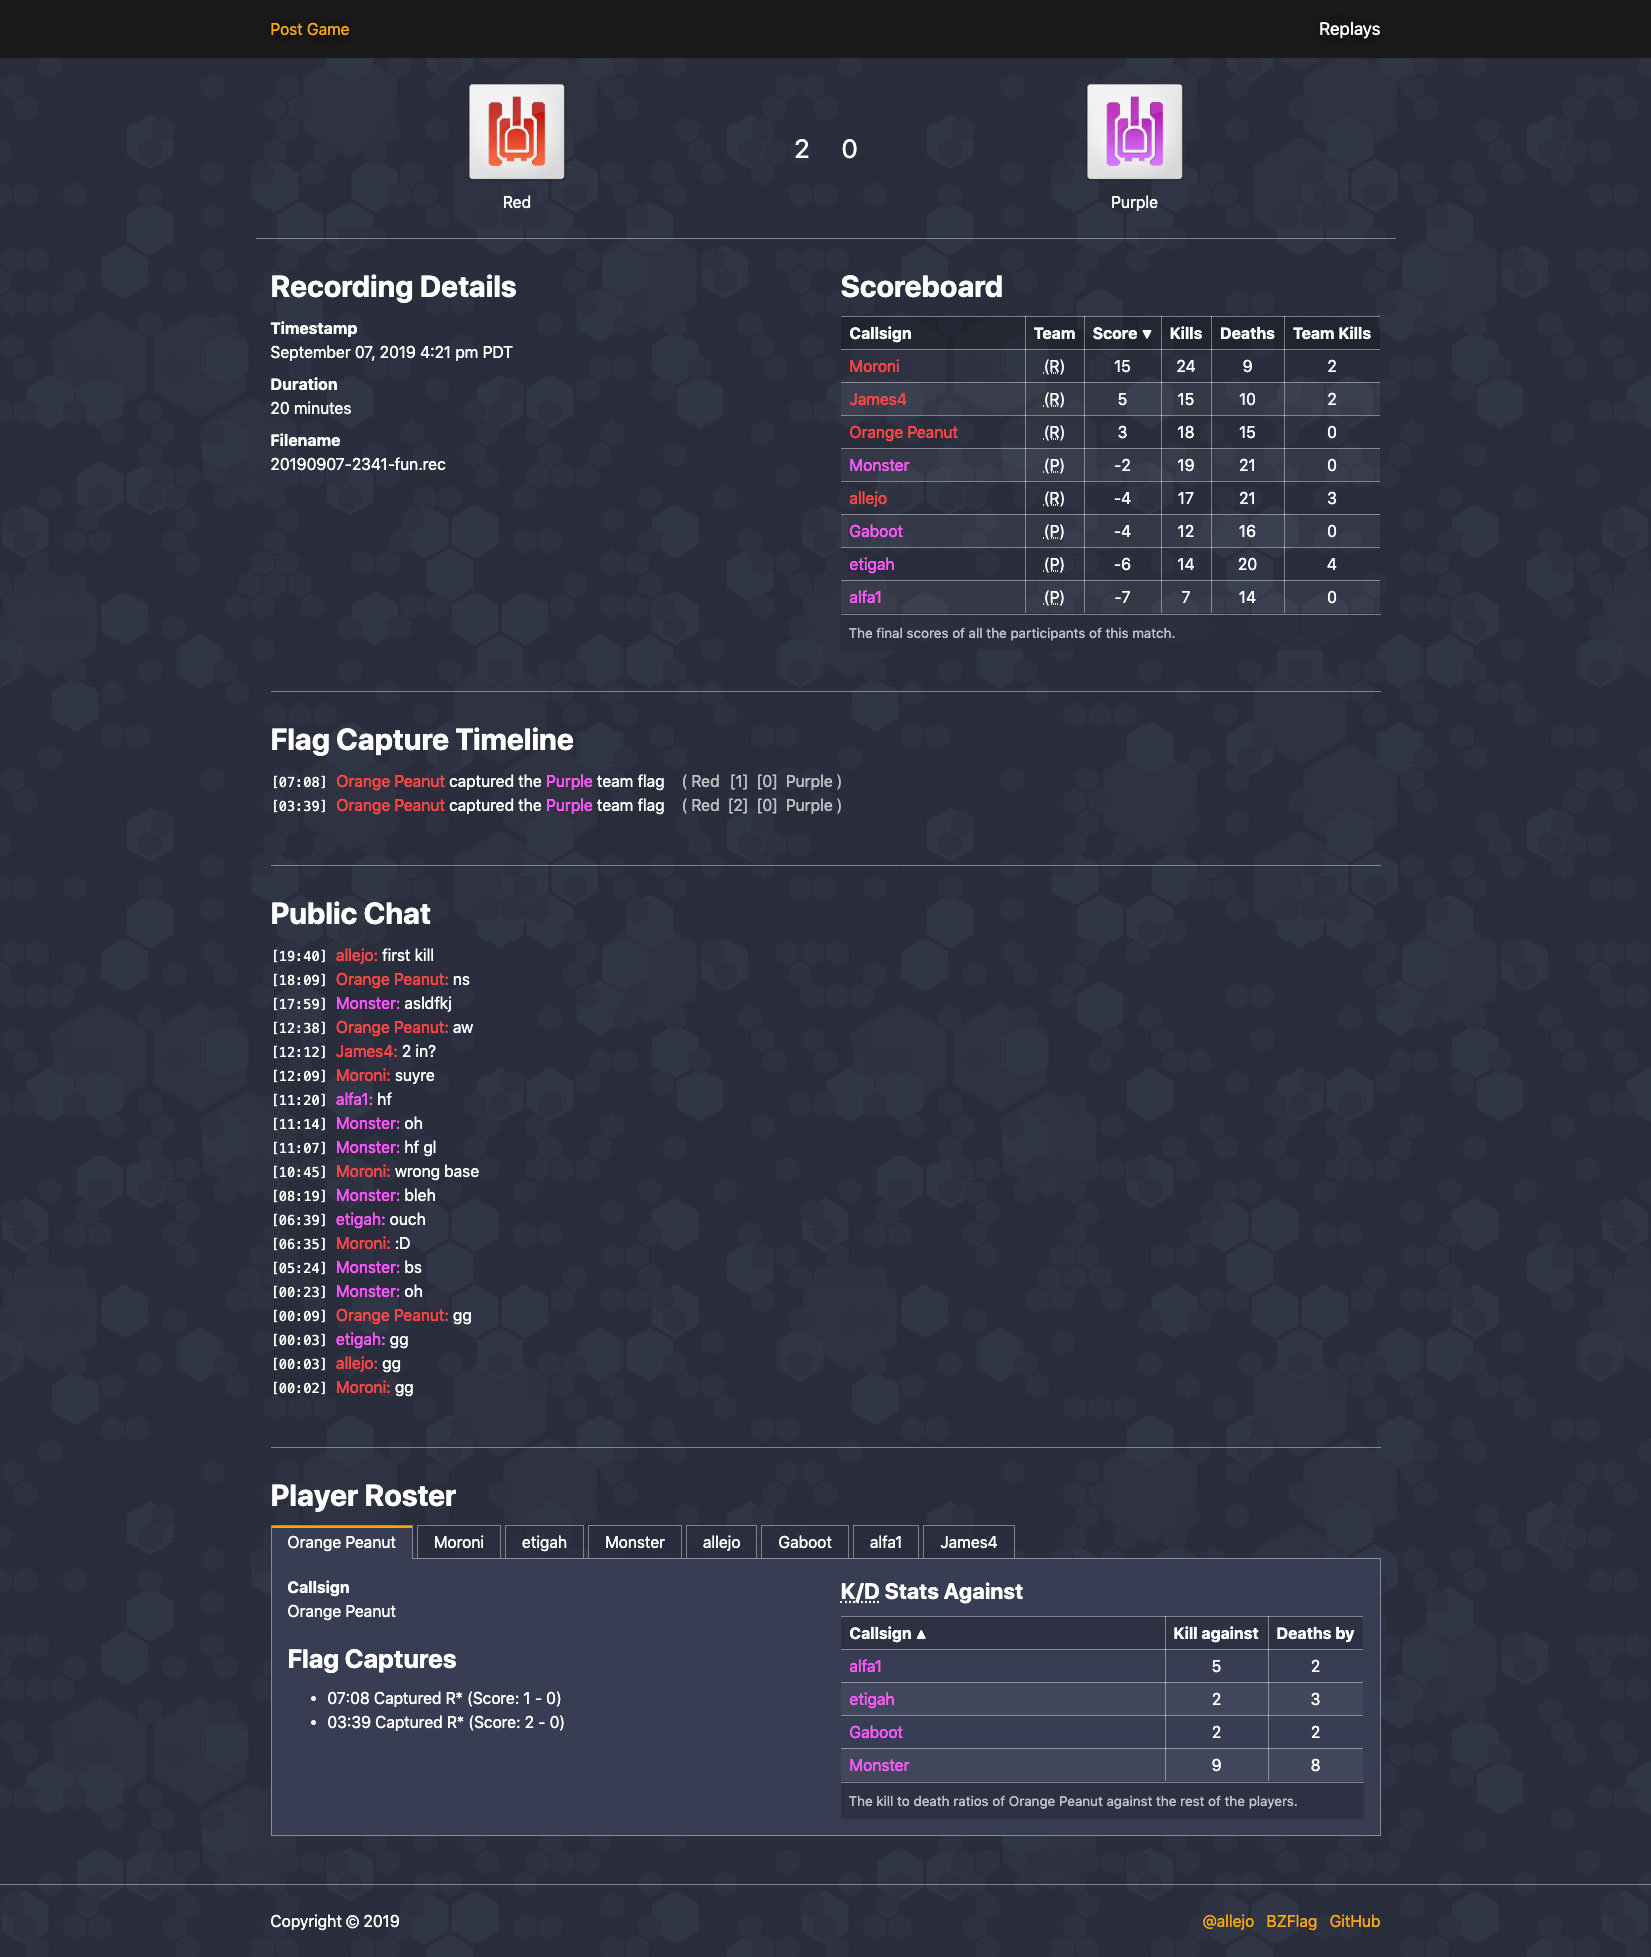 Post Game Replays
2 0
Red Purple
Recording Details
Timestamp
September 07, 2019 4:21 pm PDT
Duration
20 minutes
Filename
20190907-2341-fun.rec
Scoreboard
Callsign Team Score ▼ Kills Deaths Team Kills
Moroni (R) 15 24 9 2
James4 (R) 5 15 10 2
Orange Peanut (R) 3 18 15 0
Monster (P) -2 19 21 0
allejo (R) -4 17 21 3
Gaboot (P) -4 12 16 0
etigah (P) -6 14 20 4
alfa1 (P) -7 7 14 0
The final scores of all the participants of this match.
Flag Capture Timeline
[07:08] Orange Peanut captured the Purple team flag ( Red [1] [0] Purple )
[03:39] Orange Peanut captured the Purple team flag ( Red [2] [0] Purple )
Public Chat
[19:40] allejo: first kill
[18:09] Orange Peanut: ns
[17:59] Monster: asldfkj
[12:38] Orange Peanut: aw
[12:12] James4: 2 in?
[12:09] Moroni: suyre
[11:20] alfa1: hf
[11:14] Monster: oh
[11:07] Monster: hf gl
[10:45] Moroni: wrong base
[08:19] Monster: bleh
[06:39] etigah: ouch
[06:35] Moroni: :D
[05:24] Monster: bs
[00:23] Monster: oh
[00:09] Orange Peanut: gg
[00:03] etigah: gg
[00:03] allejo: gg
[00:02] Moroni: gg
Player Roster
Orange Peanut Moroni etigah Monster allejo Gaboot alfa1 James4
Callsign
Orange Peanut
Flag Captures
• 07:08 Captured R* (Score: 1 - 0)
• 03:39 Captured R* (Score: 2 - 0)
K/D Stats Against
Callsign ▲ Kill against Deaths by
alfa1 5 2
etigah 2 3
Gaboot 2 2
Monster 9 8
The kill to death ratios of Orange Peanut against the rest of the players.
Copyright © 2019 @allejo BZFlag GitHub